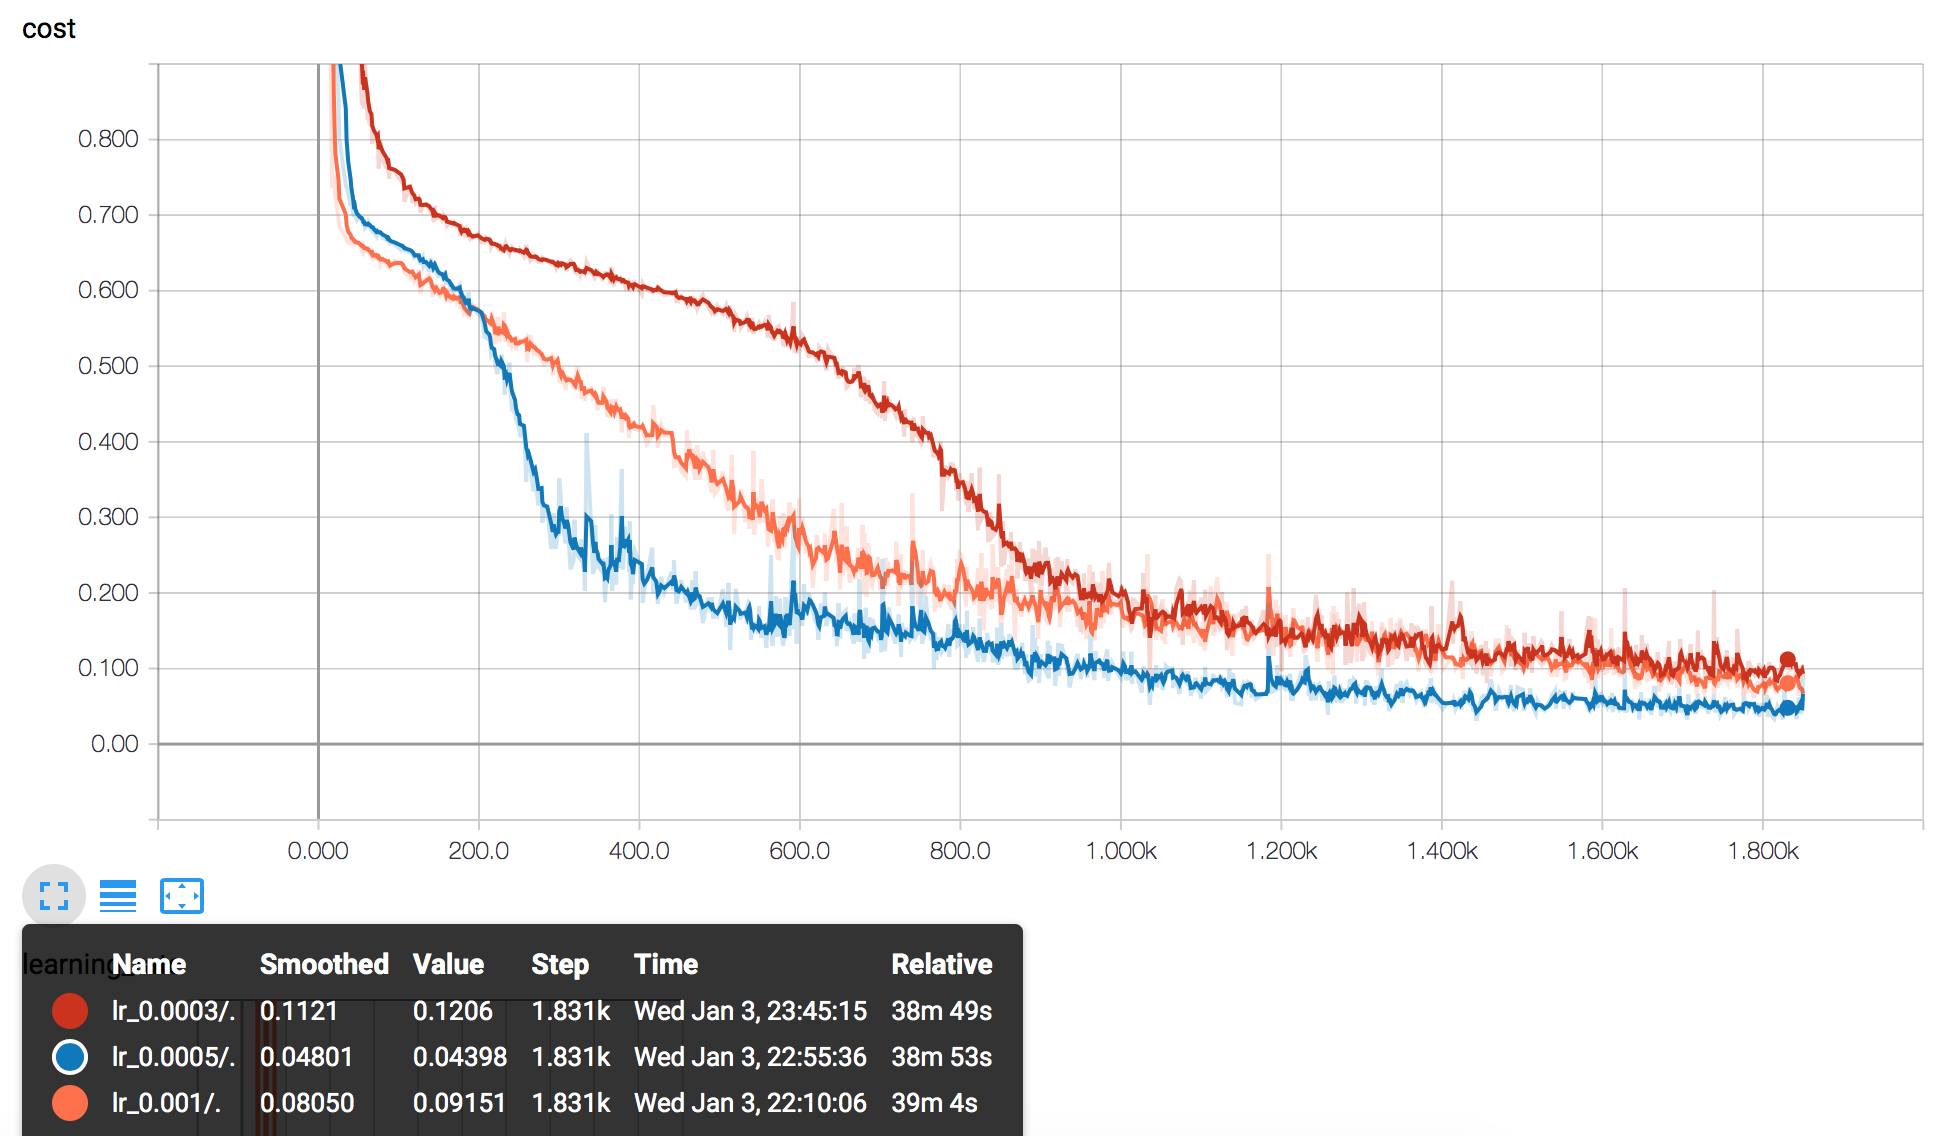 cost
0.800
0.700
0.600
0.500
0.400
0.300
0.200
0.100
0.00
0.000 200.0 400.0 600.0 800.0 1.000k 1.200k 1.400k 1.600k 1.800k
learning
Name Smoothed Value Step Time Relative
lr_0.0003/. 0.1121 0.1206 1.831k Wed Jan 3, 23:45:15 38m 49s
lr_0.0005/. 0.04801 0.04398 1.831k Wed Jan 3, 22:55:36 38m 53s
lr_0.001/. 0.08050 0.09151 1.831k Wed Jan 3, 22:10:06 39m 4s